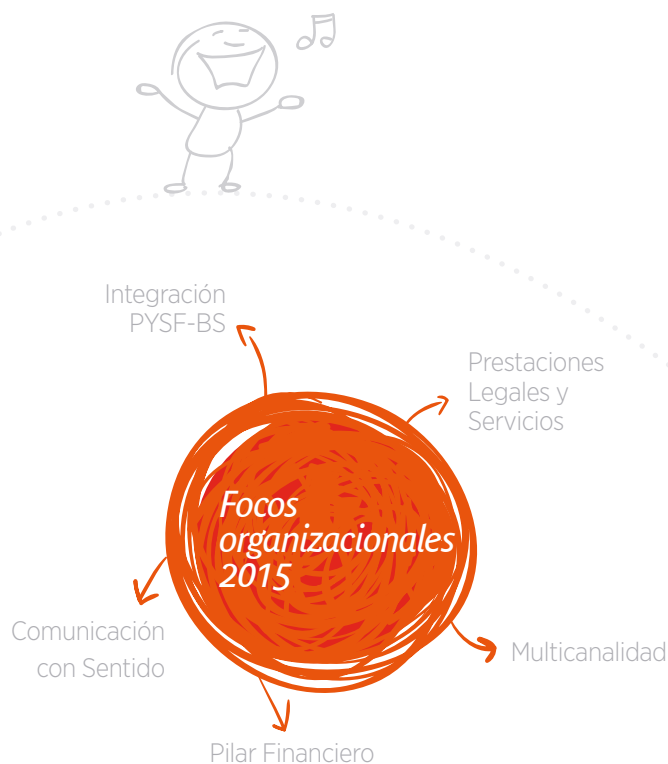 Integración
PYSF-BS
Prestaciones
Legales y
Servicios
Focos
organizacionales
2015
Comunicación
con Sentido
Multicanalidad
Pilar Financiero